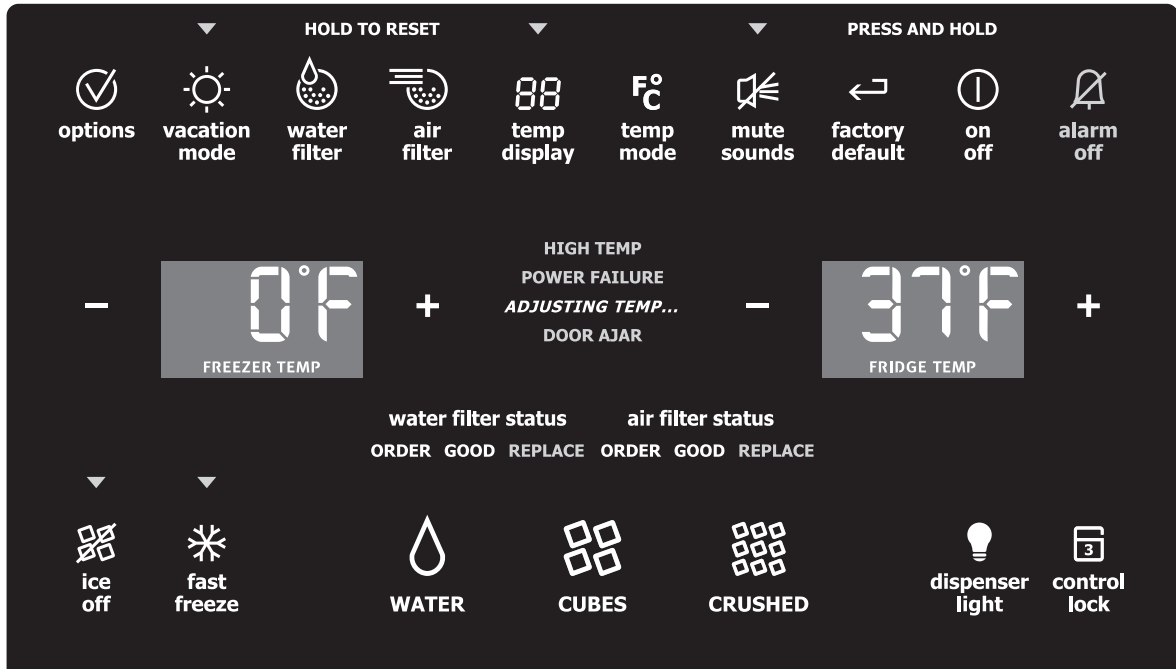 HOLD TO RESET PRESS AND HOLD
88 F°C
options vacation mode water filter air filter temp display temp mode mute sounds factory default on off alarm off
HIGH TEMP
POWER FAILURE
ADJUSTING TEMP...
DOOR AJAR
– 0°F +
FREEZER TEMP
– 37°F +
FRIDGE TEMP
water filter status air filter status
ORDER GOOD REPLACE ORDER GOOD REPLACE
3
ice off fast freeze WATER CUBES CRUSHED dispenser light control lock